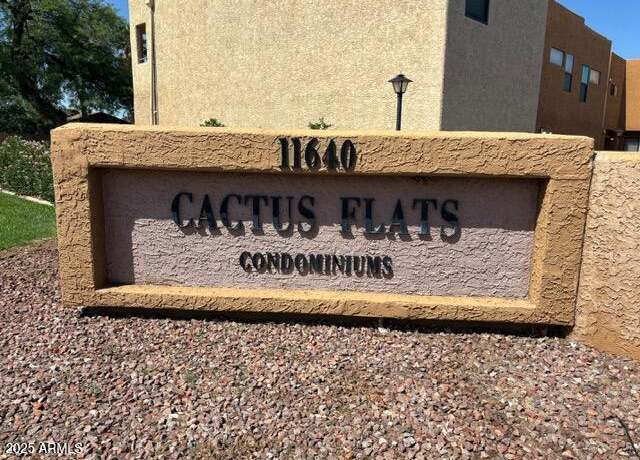 11640
CACTUS FLATS
CONDOMINIUMS
2025 ARMLS